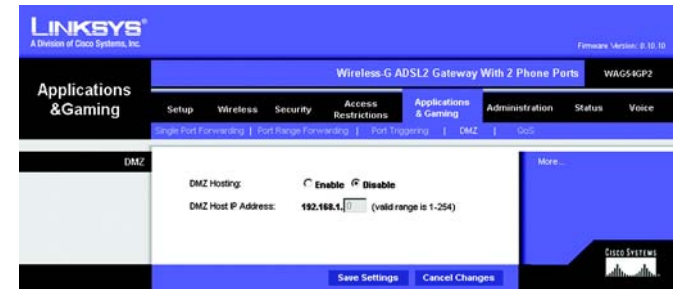 LINKSYS®
A Division of Cisco Systems, Inc.
Firmware Version: 0.10.10
Wireless-G ADSL2 Gateway With 2 Phone Ports WAG54GP2
Applications
&Gaming
Setup Wireless Security Access Restrictions Applications & Gaming Administration Status Voice
Single Port Forwarding | Port Range Forwarding | Port Triggering | DMZ | QoS
DMZ
More...
DMZ Hosting: Enable Disable
DMZ Host IP Address: 192.168.1. 0 (valid range is 1-254)
CISCO SYSTEMS
Save Settings Cancel Changes